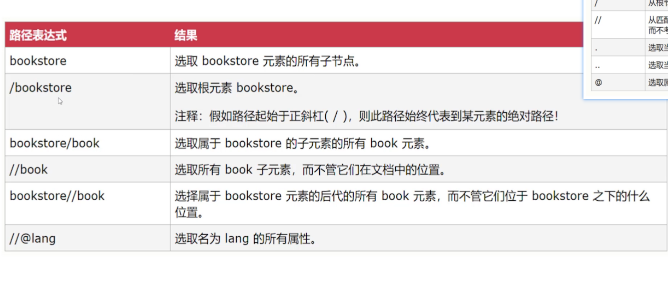 路径表达式 结果
bookstore 选取 bookstore 元素的所有子节点。
/bookstore 选取根元素 bookstore。
注释：假如路径起始于正斜杠( / )，则此路径始终代表到某元素的绝对路径！
bookstore/book 选取属于 bookstore 的子元素的所有 book 元素。
//book 选取所有 book 子元素，而不管它们在文档中的位置。
bookstore//book 选择属于 bookstore 元素的后代的所有 book 元素，而不管它们位于 bookstore 之下的什么
位置。
//@lang 选取名为 lang 的所有属性。
/ 从根节
// 从匹配
而不考
. 选取当
.. 选取当
@ 选取属